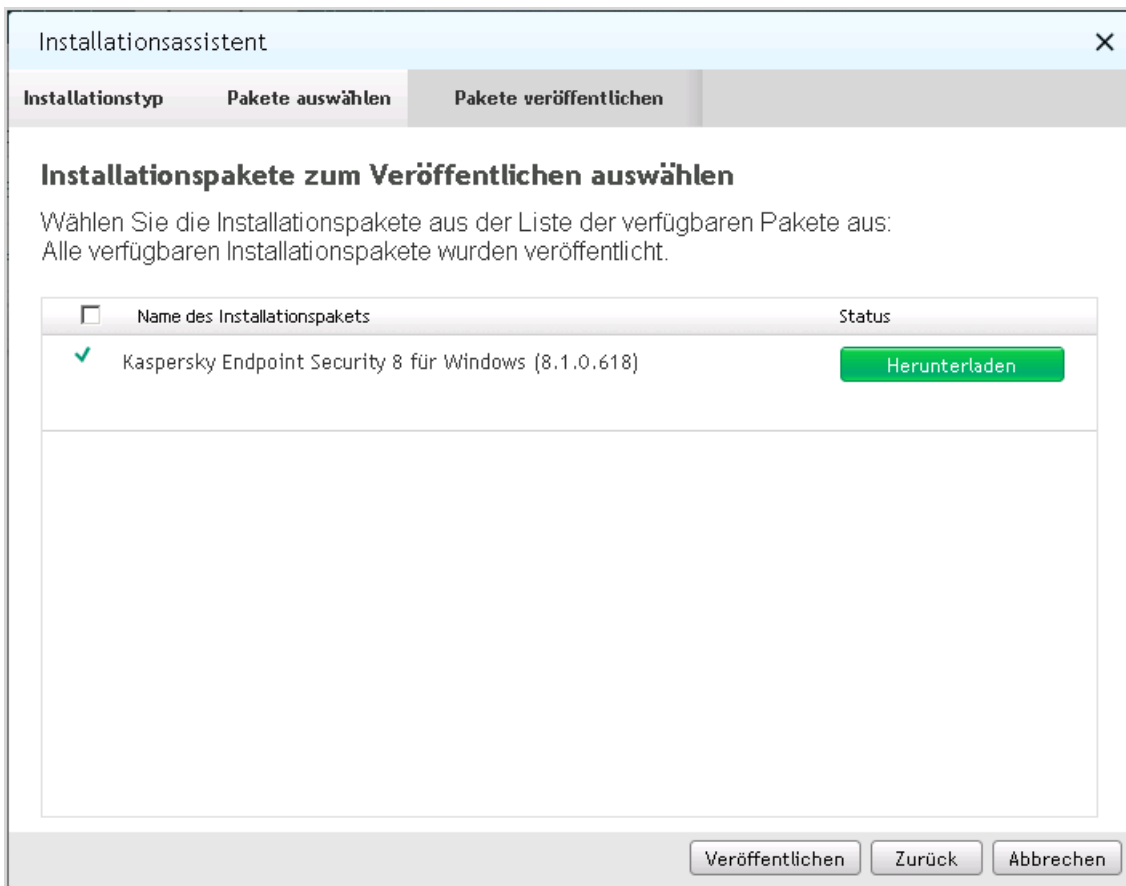 Installationsassistent
Installationstyp Pakete auswählen Pakete veröffentlichen
Installationspakete zum Veröffentlichen auswählen
Wählen Sie die Installationspakete aus der Liste der verfügbaren Pakete aus:
Alle verfügbaren Installationspakete wurden veröffentlicht.
Name des Installationspakets Status
Kaspersky Endpoint Security 8 für Windows (8.1.0.618) Herunterladen
Veröffentlichen Zurück Abbrechen